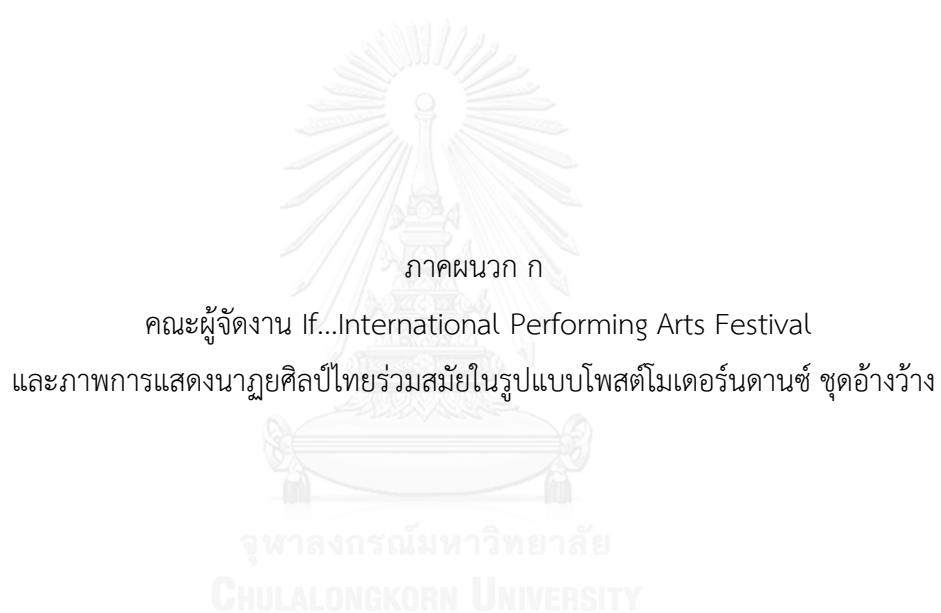 ภาคผนวก ก
คณะผู้จัดงาน If...International Performing Arts Festival
และภาพการแสดงนาฏยศิลป์ไทยร่วมสมัยในรูปแบบโพสต์โมเดอร์นดานซ์ ชุดอ้างว้าง
จุฬาลงกรณ์มหาวิทยาลัย
CHULALONGKORN UNIVERSITY